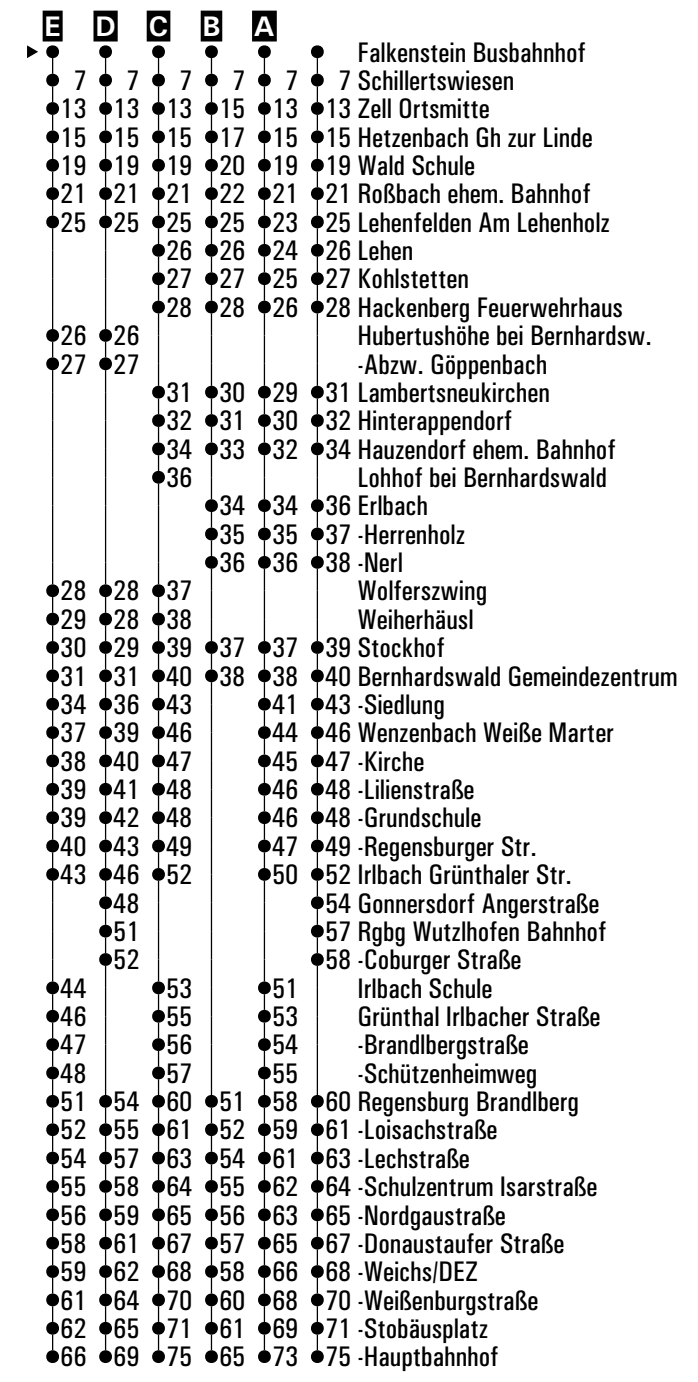 E D C B A
Falkenstein Busbahnhof
7 7 7 7 7 7 Schillertswiesen
13 13 13 15 13 13 Zell Ortsmitte
15 15 15 17 15 15 Hetzenbach Gh zur Linde
19 19 19 20 19 19 Wald Schule
21 21 21 22 21 21 Roßbach ehem. Bahnhof
25 25 25 25 23 25 Lehenfelden Am Lehenholz
26 26 24 26 Lehen
27 27 25 27 Kohlstetten
28 28 26 28 Hackenberg Feuerwehrhaus
26 26 Hubertushöhe bei Bernhardsw.
27 27 -Abzw. Göppenbach
31 30 29 31 Lambertsneukirchen
32 31 30 32 Hinterappendorf
34 33 32 34 Hauzendorf ehem. Bahnhof
36 Lohhof bei Bernhardswald
34 34 36 Erlbach
35 35 37 -Herrenholz
36 36 38 -Nerl
28 28 37 Wolferszwing
29 28 38 Weiherhäusl
30 29 39 37 37 39 Stockhof
31 31 40 38 38 40 Bernhardswald Gemeindezentrum
34 36 43 41 43 -Siedlung
37 39 46 44 46 Wenzenbach Weiße Marter
38 40 47 45 47 -Kirche
39 41 48 46 48 -Lilienstraße
39 42 48 46 48 -Grundschule
40 43 49 47 49 -Regensburger Str.
43 46 52 50 52 Irlbach Grünthaler Str.
48 54 Gonnersdorf Angerstraße
51 57 Rgbg Wutzlhofen Bahnhof
52 58 -Coburger Straße
44 53 51 Irlbach Schule
46 55 53 Grünthal Irlbacher Straße
47 56 54 -Brandlbergstraße
48 57 55 -Schützenheimweg
51 54 60 51 58 60 Regensburg Brandlberg
52 55 61 52 59 61 -Loisachstraße
54 57 63 54 61 63 -Lechstraße
55 58 64 55 62 64 -Schulzentrum Isarstraße
56 59 65 56 63 65 -Nordgaustraße
58 61 67 57 65 67 -Donaustaufer Straße
59 62 68 58 66 68 -Weichs/DEZ
61 64 70 60 68 70 -Weißenburgstraße
62 65 71 61 69 71 -Stobäusplatz
66 69 75 65 73 75 -Hauptbahnhof